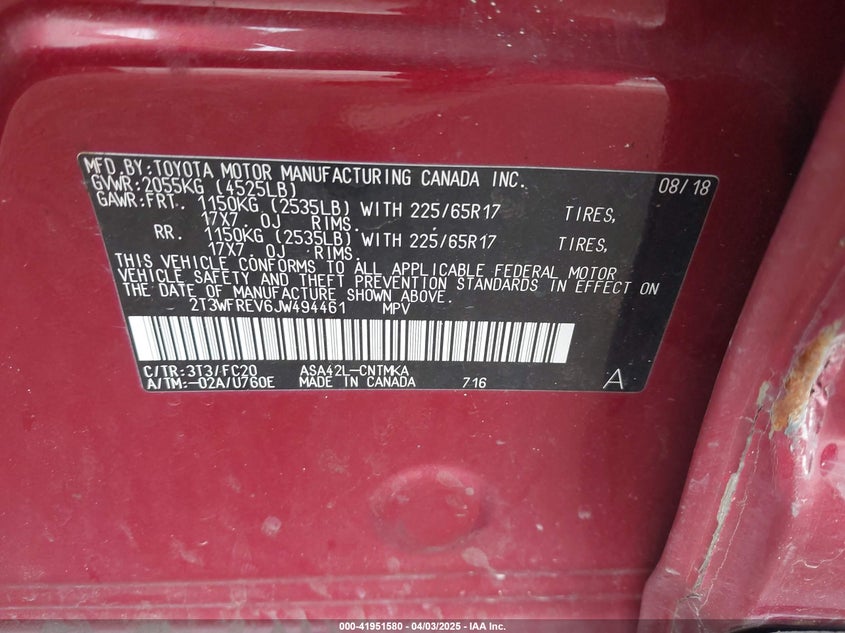 MFD.BY:TOYOTA MOTOR MANUFACTURING CANADA INC. 08/18
GVWR:2055KG (4525LB)
GAWR:FRT. 1150KG (2535LB) WITH 225/65R17 TIRES,
17X7 OJ RIMS.
RR. 1150KG (2535LB) WITH 225/65R17 TIRES,
17X7 OJ RIMS.
THIS VEHICLE CONFORMS TO ALL APPLICABLE FEDERAL MOTOR
VEHICLE SAFETY AND THEFT PREVENTION STANDARDS IN EFFECT ON
THE DATE OF MANUFACTURE SHOWN ABOVE.
2T3WFREV6JW494461 MPV
C/TR:3T3/FC20 ASA42L-CNTMKA
A/TM:-02A/U760E MADE IN CANADA 716 A
000-41951580 - 04/03/2025 - IAA Inc.